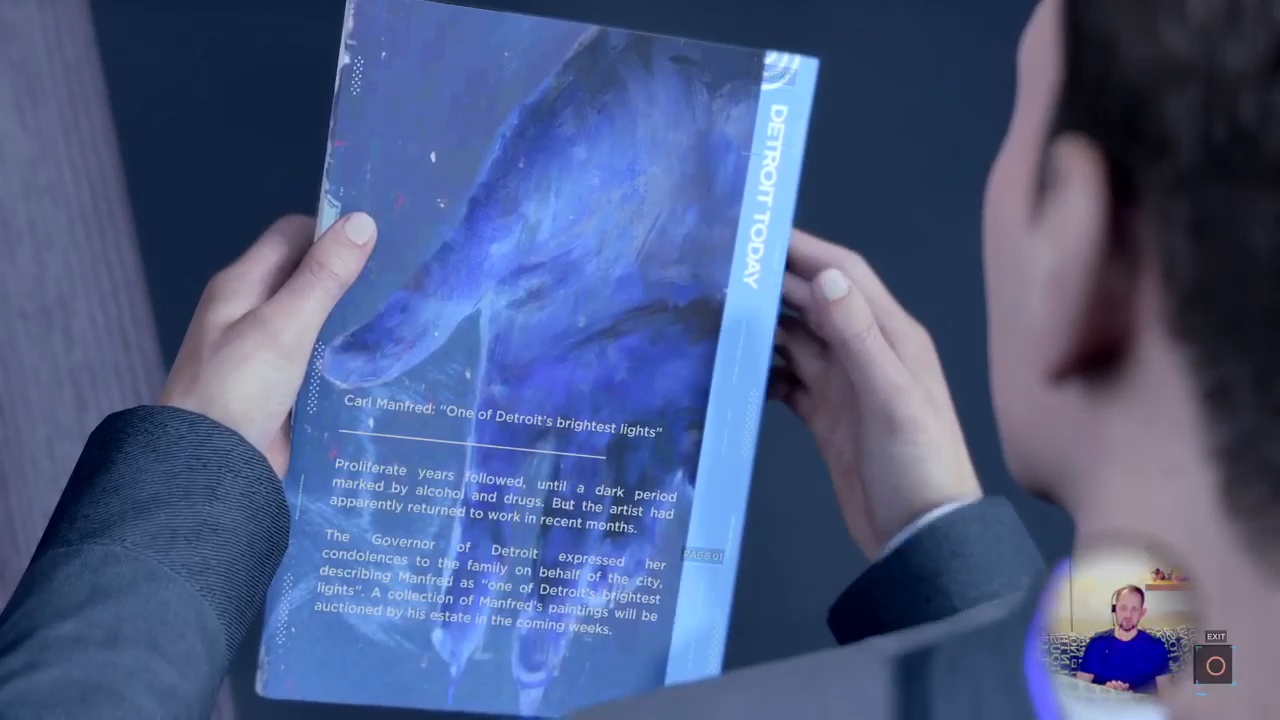 DETROIT TODAY
Carl Manfred: "One of Detroit's brightest lights"
Proliferate years followed, until a dark period
marked by alcohol and drugs. But the artist had
apparently returned to work in recent months.
The Governor of Detroit expressed her
condolences to the family on behalf of the city,
describing Manfred as "one of Detroit's brightest
lights". A collection of Manfred's paintings will be
auctioned by his estate in the coming weeks.
EXIT